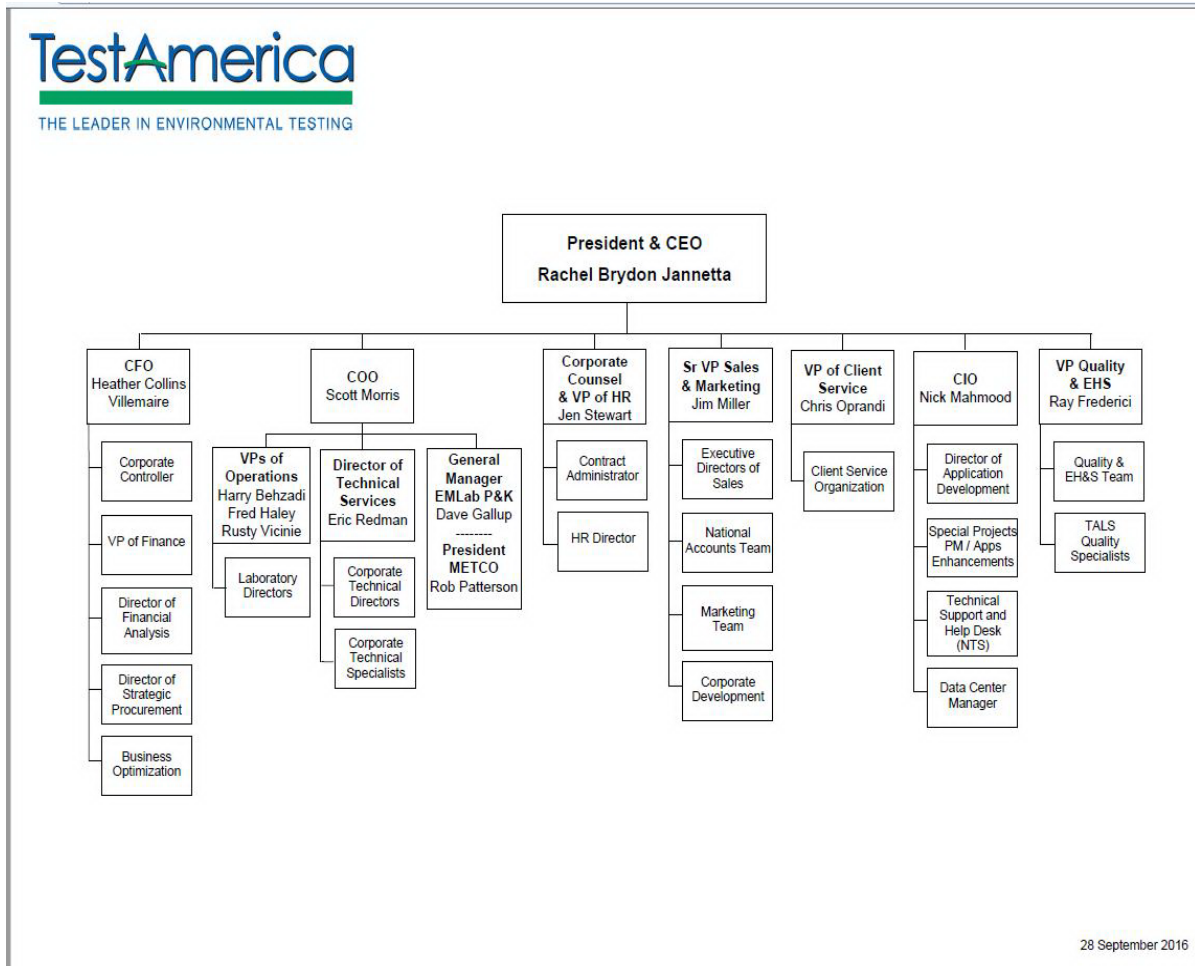 TestAmerica
THE LEADER IN ENVIRONMENTAL TESTING
President & CEO
Rachel Brydon Jannetta
CFO
Heather Collins
Villemaire
Corporate
Controller
VP of Finance
Director of
Financial
Analysis
Director of
Strategic
Procurement
Business
Optimization
COO
Scott Morris
VPs of
Operations
Harry Behzadi
Fred Haley
Rusty Vicinie
Laboratory
Directors
Director of
Technical
Services
Eric Redman
Corporate
Technical
Directors
Corporate
Technical
Specialists
General
Manager
EMLab P&K
Dave Gallup
--------
President
METCO
Rob Patterson
Corporate
Counsel
& VP of HR
Jen Stewart
Contract
Administrator
HR Director
Sr VP Sales
& Marketing
Jim Miller
Executive
Directors of
Sales
National
Accounts Team
Marketing
Team
Corporate
Development
VP of Client
Service
Chris Oprandi
Client Service
Organization
CIO
Nick Mahmood
Director of
Application
Development
Special Projects
PM / Apps
Enhancements
Technical
Support and
Help Desk
(NTS)
Data Center
Manager
VP Quality
& EHS
Ray Frederici
Quality &
EH&S Team
TALS
Quality
Specialists
28 September 2016